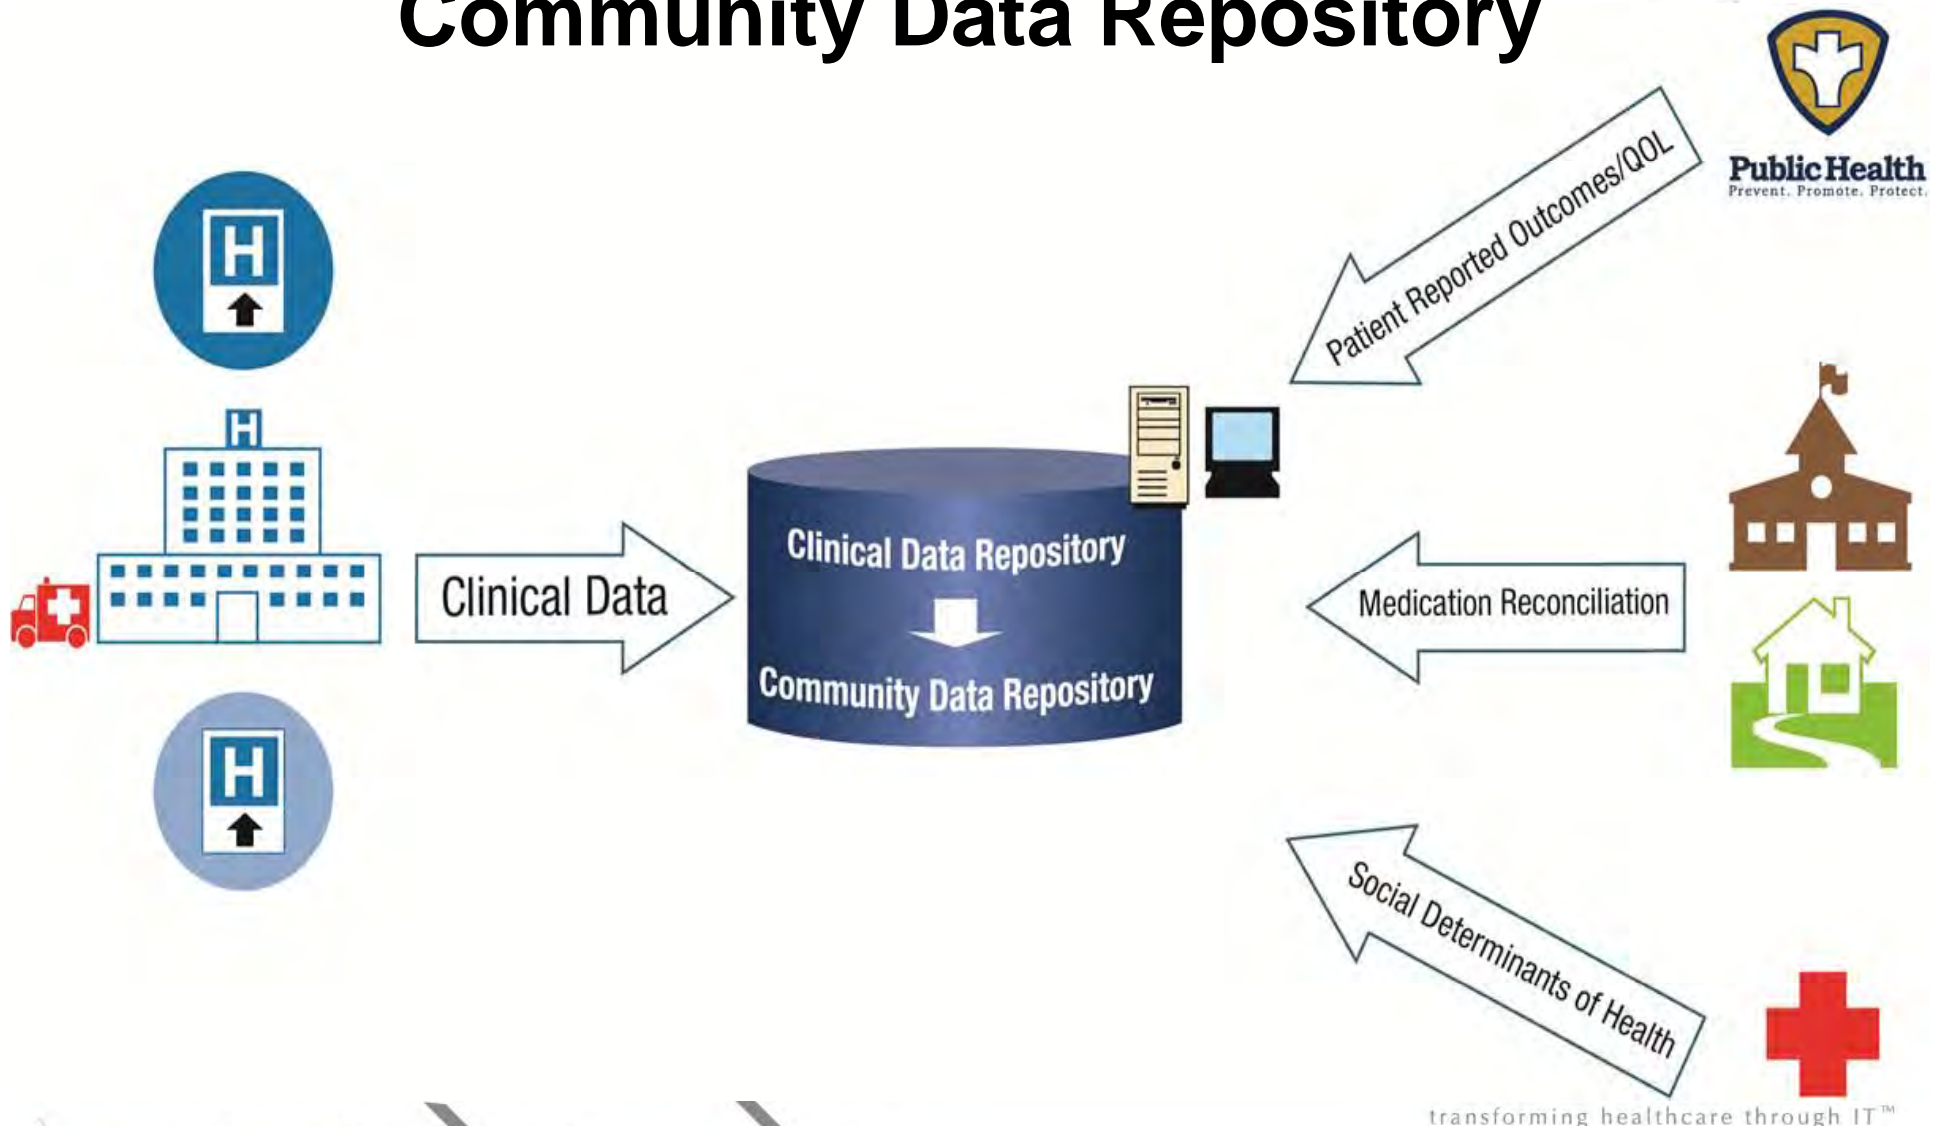 Community Data Repository
Public Health
Prevent. Promote. Protect.
Patient Reported Outcomes/QOL
H
H
Clinical Data
Clinical Data Repository
Community Data Repository
Medication Reconciliation
H
Social Determinants of Health
transforming healthcare through IT™